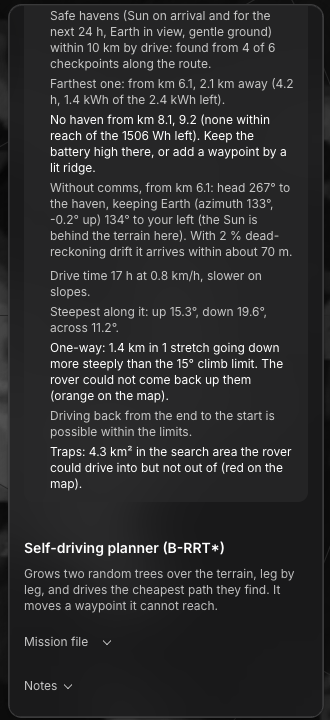 Safe havens (Sun on arrival and for the
next 24 h, Earth in view, gentle ground)
within 10 km by drive: found from 4 of 6
checkpoints along the route.
Farthest one: from km 6.1, 2.1 km away (4.2
h, 1.4 kWh of the 2.4 kWh left).
No haven from km 8.1, 9.2 (none within
reach of the 1506 Wh left). Keep the
battery high there, or add a waypoint by a
lit ridge.
Without comms, from km 6.1: head 267° to
the haven, keeping Earth (azimuth 133°,
-0.2° up) 134° to your left (the Sun is
behind the terrain here). With 2 % dead-
reckoning drift it arrives within about 70 m.
Drive time 17 h at 0.8 km/h, slower on
slopes.
Steepest along it: up 15.3°, down 19.6°,
across 11.2°.
One-way: 1.4 km in 1 stretch going down
more steeply than the 15° climb limit. The
rover could not come back up them
(orange on the map).
Driving back from the end to the start is
possible within the limits.
Traps: 4.3 km² in the search area the rover
could drive into but not out of (red on the
map).
Self-driving planner (B-RRT*)
Grows two random trees over the terrain, leg by
leg, and drives the cheapest path they find. It
moves a waypoint it cannot reach.
Mission file
Notes